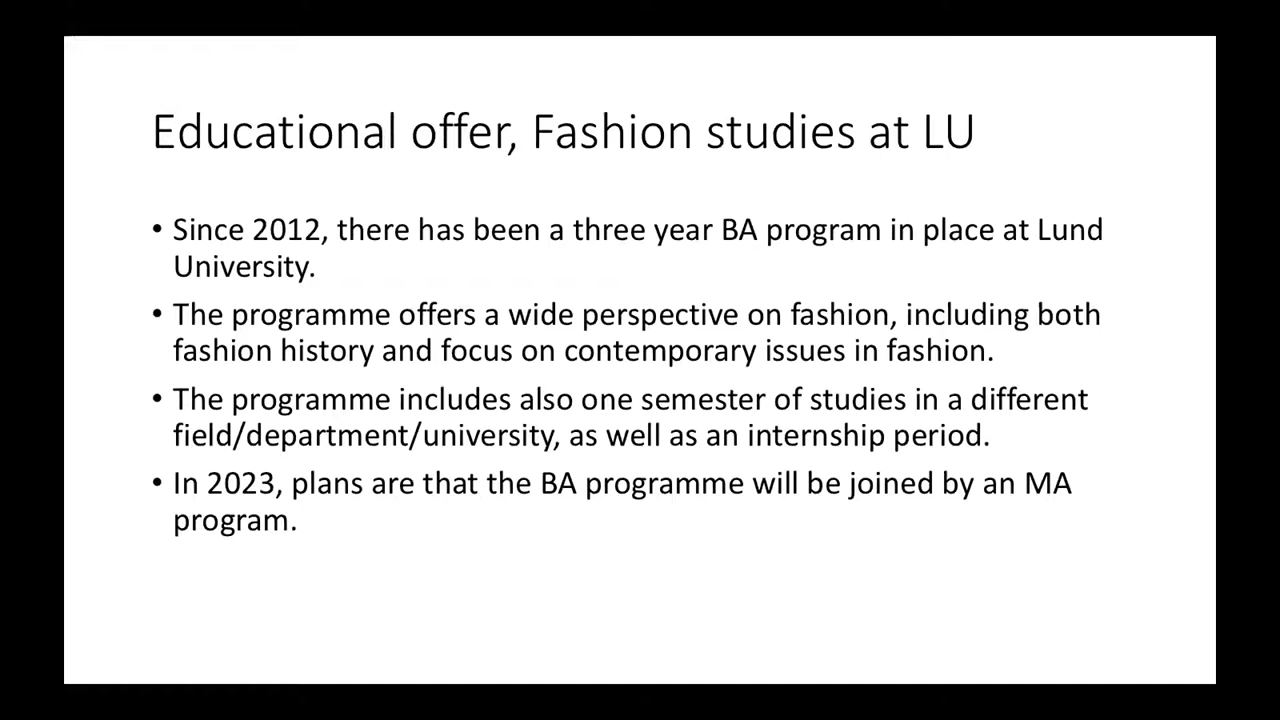 Educational offer, Fashion studies at LU
• Since 2012, there has been a three year BA program in place at Lund
University.
• The programme offers a wide perspective on fashion, including both
fashion history and focus on contemporary issues in fashion.
• The programme includes also one semester of studies in a different
field/department/university, as well as an internship period.
• In 2023, plans are that the BA programme will be joined by an MA
program.